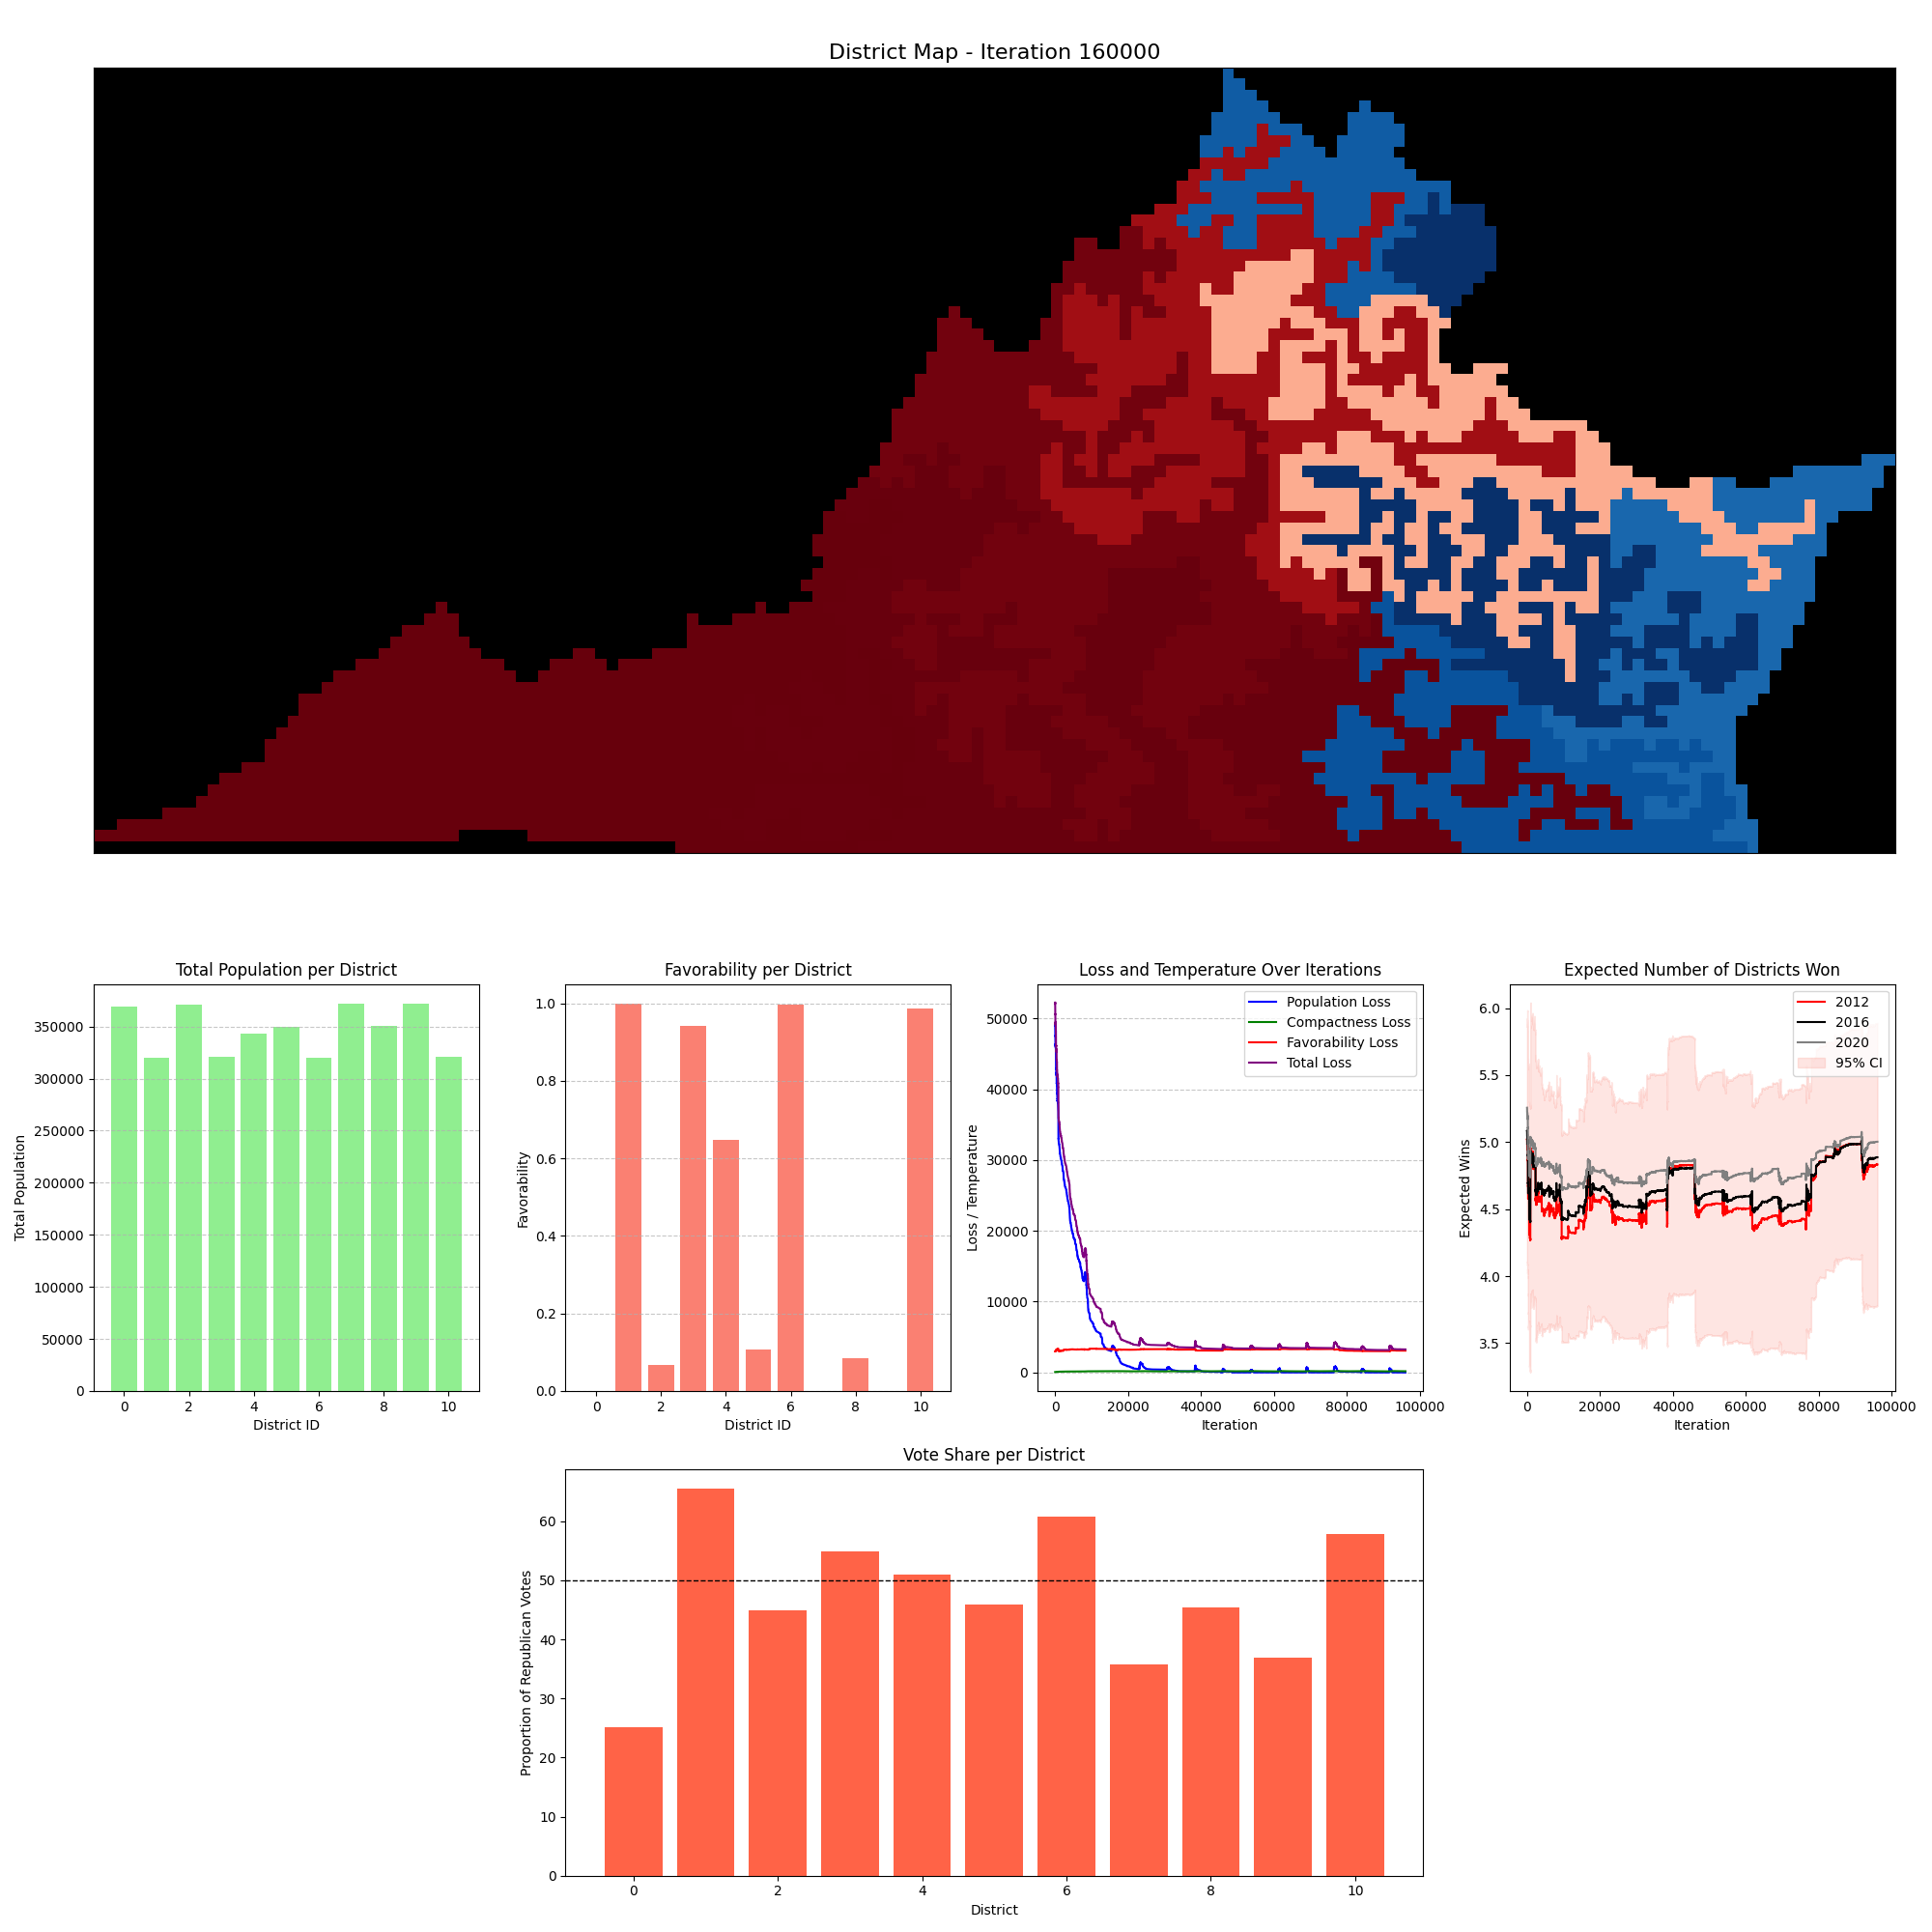 District Map - Iteration 160000
Total Population per District
Total Population
350000
300000
250000
200000
150000
100000
50000
0
0 2 4 6 8 10
District ID
Favorability per District
Favorability
1.0
0.8
0.6
0.4
0.2
0.0
0 2 4 6 8 10
District ID
Loss and Temperature Over Iterations
Loss / Temperature
50000
40000
30000
20000
10000
0
Population Loss
Compactness Loss
Favorability Loss
Total Loss
0 20000 40000 60000 80000 100000
Iteration
Expected Number of Districts Won
Expected Wins
6.0
5.5
5.0
4.5
4.0
3.5
2012
2016
2020
95% CI
0 20000 40000 60000 80000 100000
Iteration
Vote Share per District
Proportion of Republican Votes
60
50
40
30
20
10
0
0 2 4 6 8 10
District